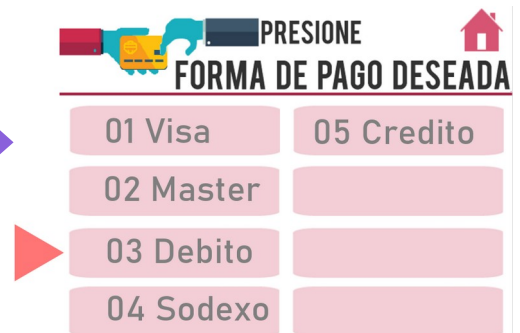 PRESIONE
FORMA DE PAGO DESEADA
01 Visa
05 Credito
02 Master
03 Debito
04 Sodexo